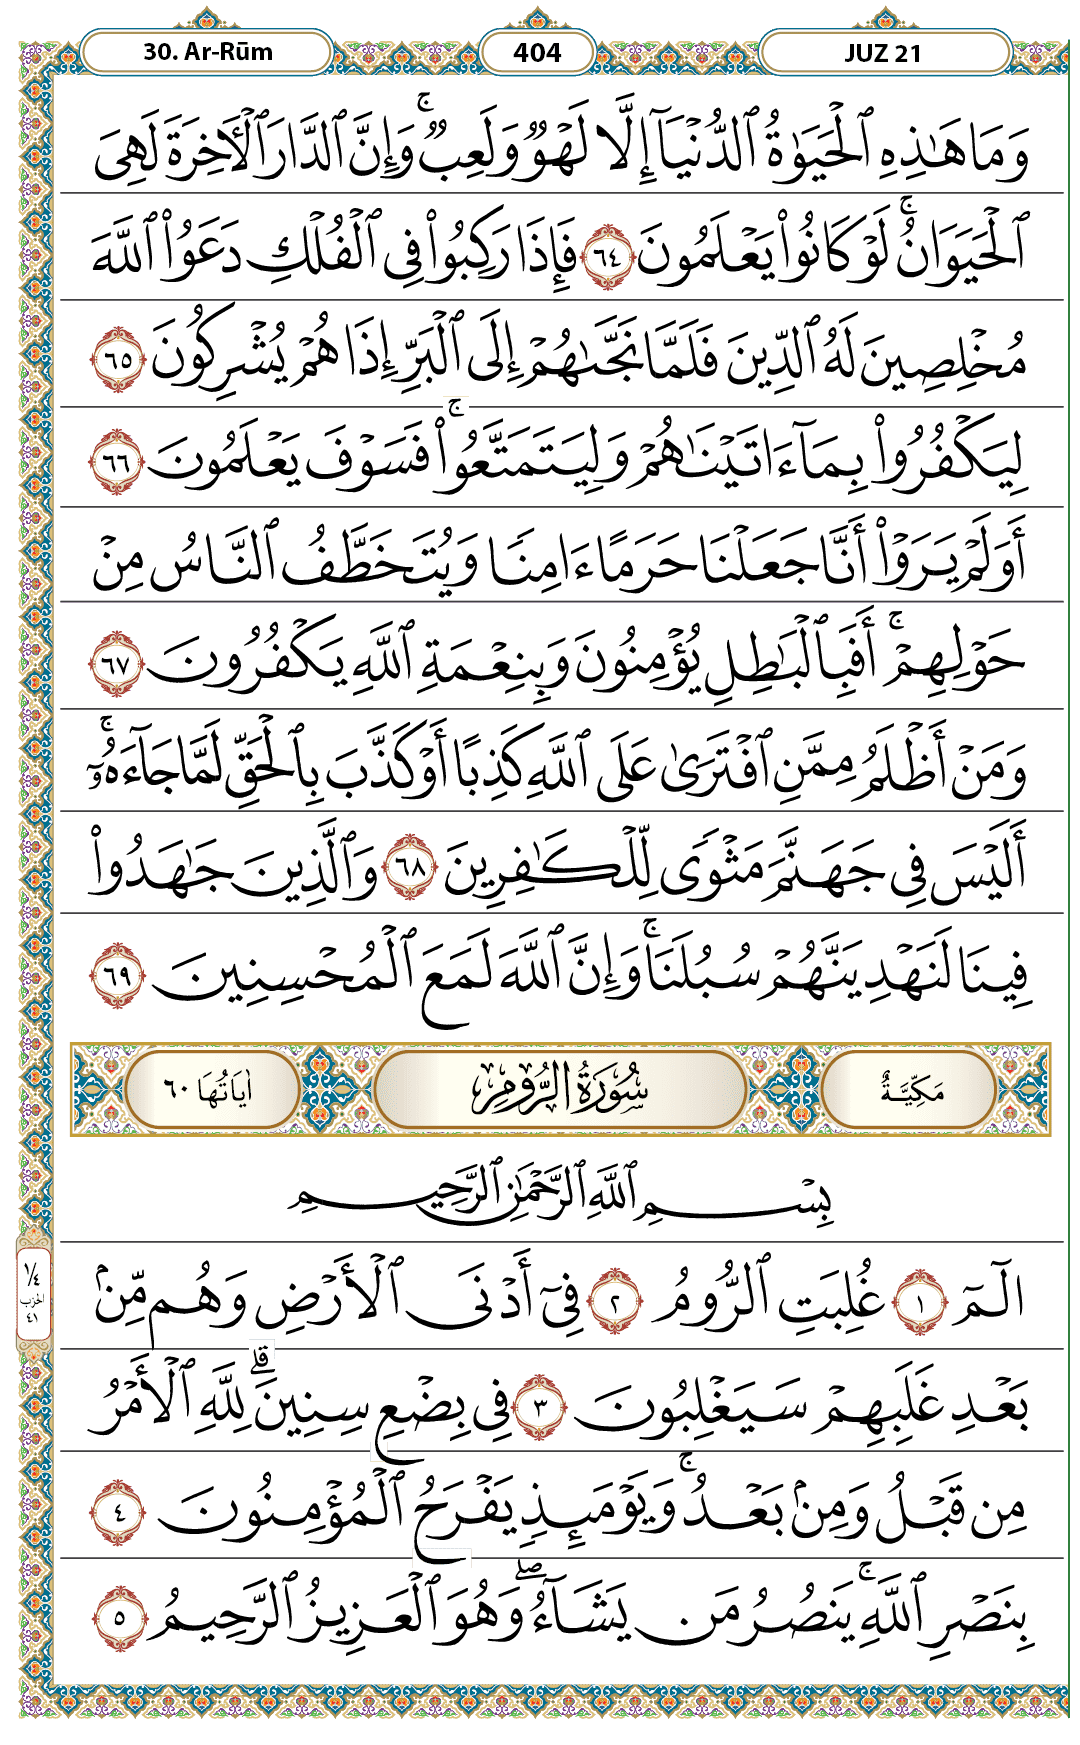 30. Ar-Rūm 404 JUZ 21
وَمَا هَٰذِهِ ٱلْحَيَوٰةُ ٱلدُّنْيَآ إِلَّا لَهْوٌ وَلَعِبٌ ۚ وَإِنَّ ٱلدَّارَ ٱلْأَخِرَةَ لَهِىَ
ٱلْحَيَوَانُ ۚ لَوْ كَانُوا۟ يَعْلَمُونَ ٦٤ فَإِذَا رَكِبُوا۟ فِى ٱلْفُلْكِ دَعَوُا۟ ٱللَّهَ
مُخْلِصِينَ لَهُ ٱلدِّينَ فَلَمَّا نَجَّىٰهُمْ إِلَى ٱلْبَرِّ إِذَا هُمْ يُشْرِكُونَ ٦٥
لِيَكْفُرُوا۟ بِمَآ ءَاتَيْنَٰهُمْ وَلِيَتَمَتَّعُوا۟ ۚ فَسَوْفَ يَعْلَمُونَ ٦٦
أَوَلَمْ يَرَوْا۟ أَنَّا جَعَلْنَا حَرَمًا ءَامِنًا وَيُتَخَطَّفُ ٱلنَّاسُ مِنْ
حَوْلِهِمْ ۚ أَفَبِٱلْبَٰطِلِ يُؤْمِنُونَ وَبِنِعْمَةِ ٱللَّهِ يَكْفُرُونَ ٦٧
وَمَنْ أَظْلَمُ مِمَّنِ ٱفْتَرَىٰ عَلَى ٱللَّهِ كَذِبًا أَوْ كَذَّبَ بِٱلْحَقِّ لَمَّا جَآءَهُۥٓ ۚ
أَلَيْسَ فِى جَهَنَّمَ مَثْوًى لِّلْكَٰفِرِينَ ٦٨ وَٱلَّذِينَ جَٰهَدُوا۟
فِينَا لَنَهْدِيَنَّهُمْ سُبُلَنَا ۚ وَإِنَّ ٱللَّهَ لَمَعَ ٱلْمُحْسِنِينَ ٦٩
مَكِّيَّةٌ سُورَةُ الرُّومِ اٰيَاتُهَا ٦٠
بِسْمِ ٱللَّهِ ٱلرَّحْمَٰنِ ٱلرَّحِيمِ
الٓمٓ ١ غُلِبَتِ ٱلرُّومُ ٢ فِىٓ أَدْنَى ٱلْأَرْضِ وَهُم مِّنۢ
بَعْدِ غَلَبِهِمْ سَيَغْلِبُونَ ٣ فِى بِضْعِ سِنِينَ ۗ لِلَّهِ ٱلْأَمْرُ
مِن قَبْلُ وَمِنۢ بَعْدُ ۚ وَيَوْمَئِذٍ يَفْرَحُ ٱلْمُؤْمِنُونَ ٤
بِنَصْرِ ٱللَّهِ ۚ يَنصُرُ مَن يَشَآءُ ۖ وَهُوَ ٱلْعَزِيزُ ٱلرَّحِيمُ ٥
١/٤
الحزب
٤١